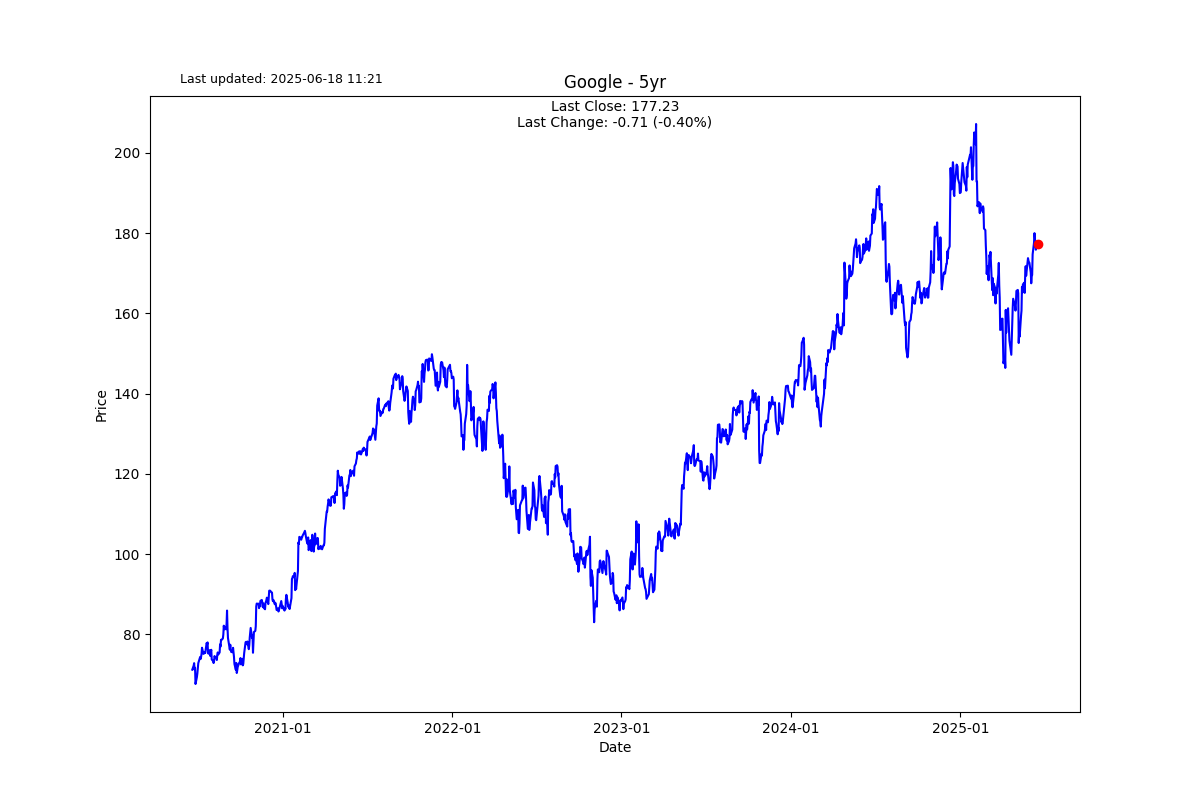 Last updated: 2025-06-18 11:21
Google - 5yr
Last Close: 177.23
Last Change: -0.71 (-0.40%)
200
180
160
140
120
100
80
Price
2021-01
2022-01
2023-01
2024-01
2025-01
Date